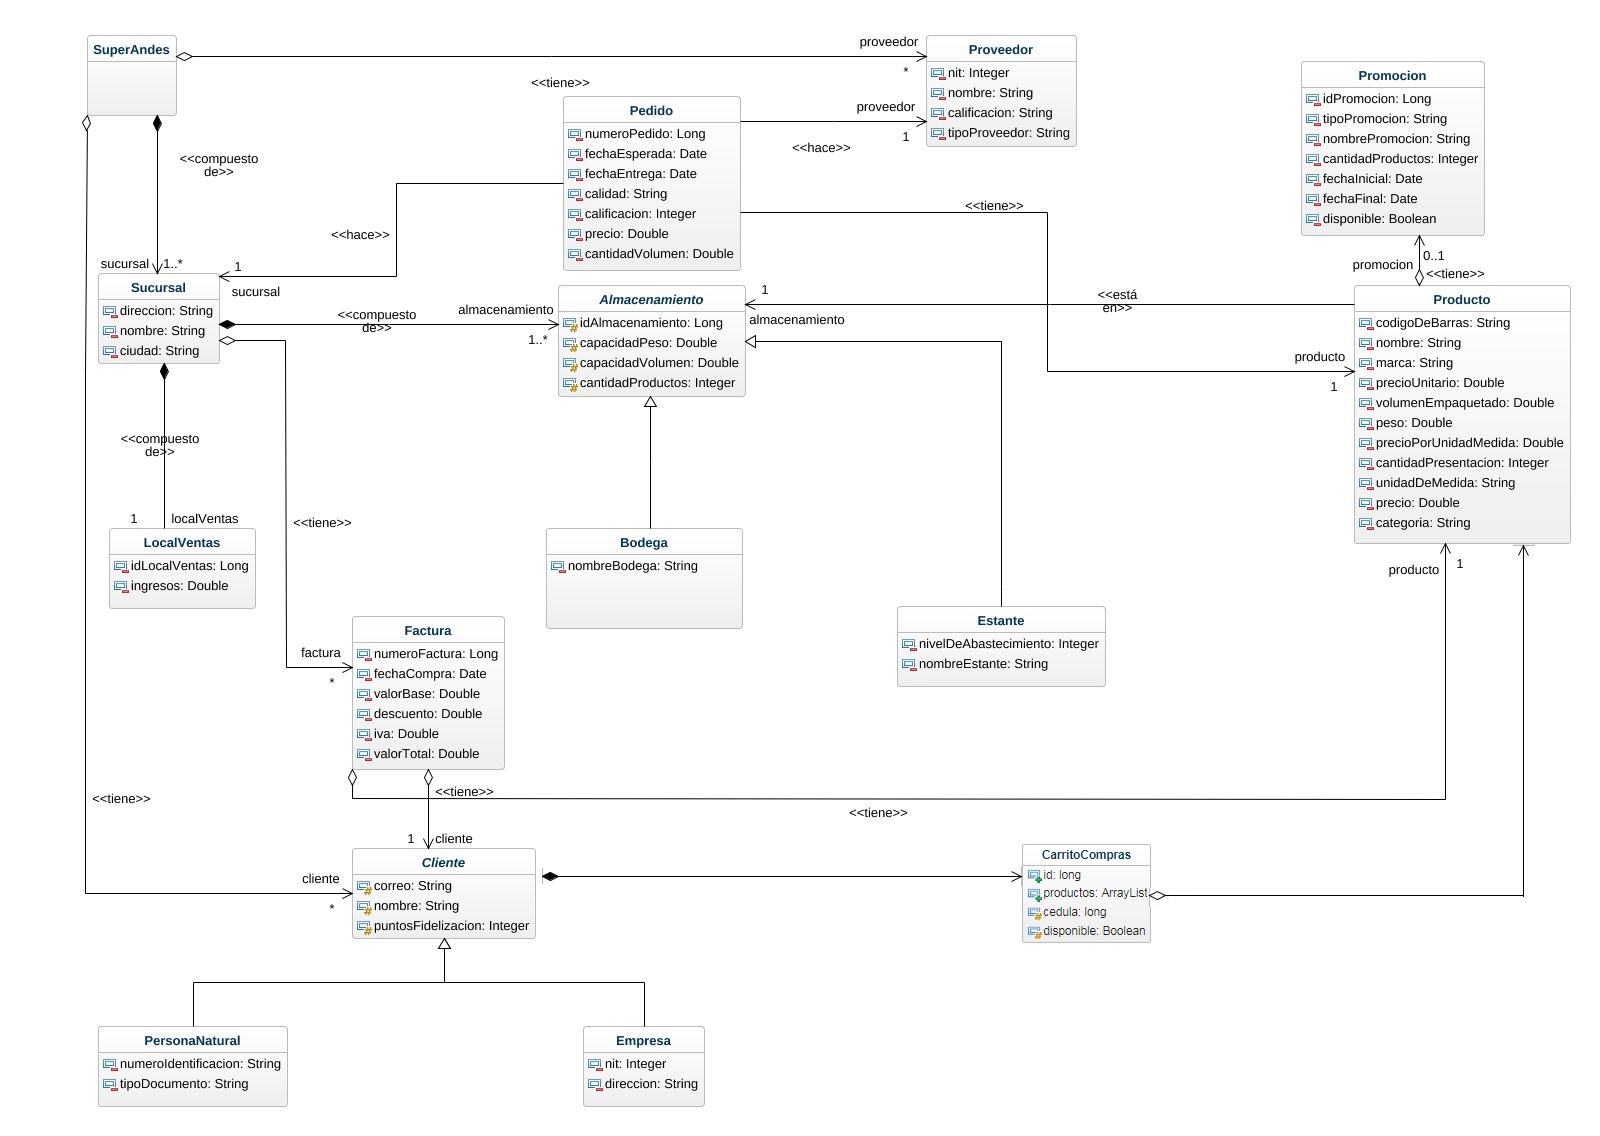 SuperAndes
proveedor
*
<<tiene>>
Proveedor
nit: Integer
nombre: String
calificacion: String
tipoProveedor: String
Promocion
idPromocion: Long
tipoPromocion: String
nombrePromocion: String
cantidadProductos: Integer
fechaInicial: Date
fechaFinal: Date
disponible: Boolean
Pedido
numeroPedido: Long
fechaEsperada: Date
fechaEntrega: Date
calidad: String
calificacion: Integer
precio: Double
cantidadVolumen: Double
proveedor
1
<<hace>>
<<compuesto
de>>
<<tiene>>
<<hace>>
sucursal
1..*
1
sucursal
0..1
promocion
<<tiene>>
Sucursal
direccion: String
nombre: String
ciudad: String
<<compuesto
de>>
almacenamiento
1..*
Almacenamiento
idAlmacenamiento: Long
capacidadPeso: Double
capacidadVolumen: Double
cantidadProductos: Integer
1
almacenamiento
<<está
en>>
producto
1
Producto
codigoDeBarras: String
nombre: String
marca: String
precioUnitario: Double
volumenEmpaquetado: Double
peso: Double
precioPorUnidadMedida: Double
cantidadPresentacion: Integer
unidadDeMedida: String
precio: Double
categoria: String
<<compuesto
de>>
1
localVentas
<<tiene>>
LocalVentas
idLocalVentas: Long
ingresos: Double
Bodega
nombreBodega: String
producto
1
Estante
nivelDeAbastecimiento: Integer
nombreEstante: String
factura
*
Factura
numeroFactura: Long
fechaCompra: Date
valorBase: Double
descuento: Double
iva: Double
valorTotal: Double
<<tiene>>
<<tiene>>
<<tiene>>
1
cliente
cliente
*
Cliente
correo: String
nombre: String
puntosFidelizacion: Integer
CarritoCompras
id: long
productos: ArrayList
cedula: long
disponible: Boolean
PersonaNatural
numeroIdentificacion: String
tipoDocumento: String
Empresa
nit: Integer
direccion: String